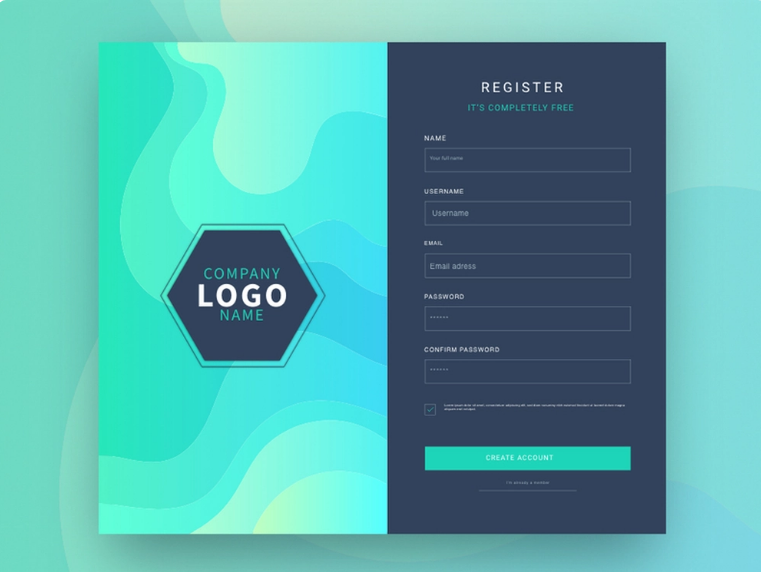 REGISTER
IT'S COMPLETELY FREE
NAME
Your full name
USERNAME
Username
EMAIL
Email adress
PASSWORD
******
CONFIRM PASSWORD
******
CREATE ACCOUNT
I'm already a member
COMPANY
LOGO
NAME